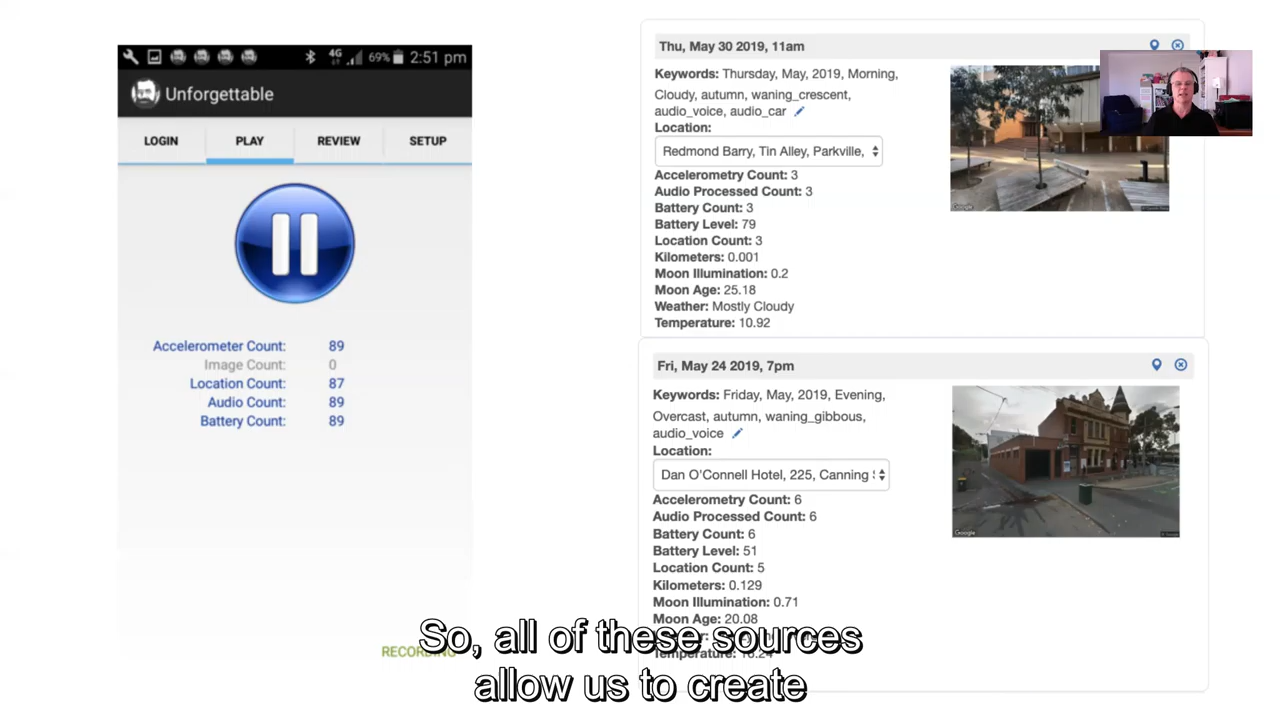 4G 69% 2:51 pm
Unforgettable
LOGIN PLAY REVIEW SETUP
Accelerometer Count: 89
Image Count: 0
Location Count: 87
Audio Count: 89
Battery Count: 89
RECORDING
Thu, May 30 2019, 11am
Keywords: Thursday, May, 2019, Morning,
Cloudy, autumn, waning_crescent,
audio_voice, audio_car
Location:
Redmond Barry, Tin Alley, Parkville,
Accelerometry Count: 3
Audio Processed Count: 3
Battery Count: 3
Battery Level: 79
Location Count: 3
Kilometers: 0.001
Moon Illumination: 0.2
Moon Age: 25.18
Weather: Mostly Cloudy
Temperature: 10.92
Google
Fri, May 24 2019, 7pm
Keywords: Friday, May, 2019, Evening,
Overcast, autumn, waning_gibbous,
audio_voice
Location:
Dan O'Connell Hotel, 225, Canning
Accelerometry Count: 6
Audio Processed Count: 6
Battery Count: 6
Battery Level: 51
Location Count: 5
Kilometers: 0.129
Moon Illumination: 0.71
Moon Age: 20.08
Google
So, all of these sources
allow us to create